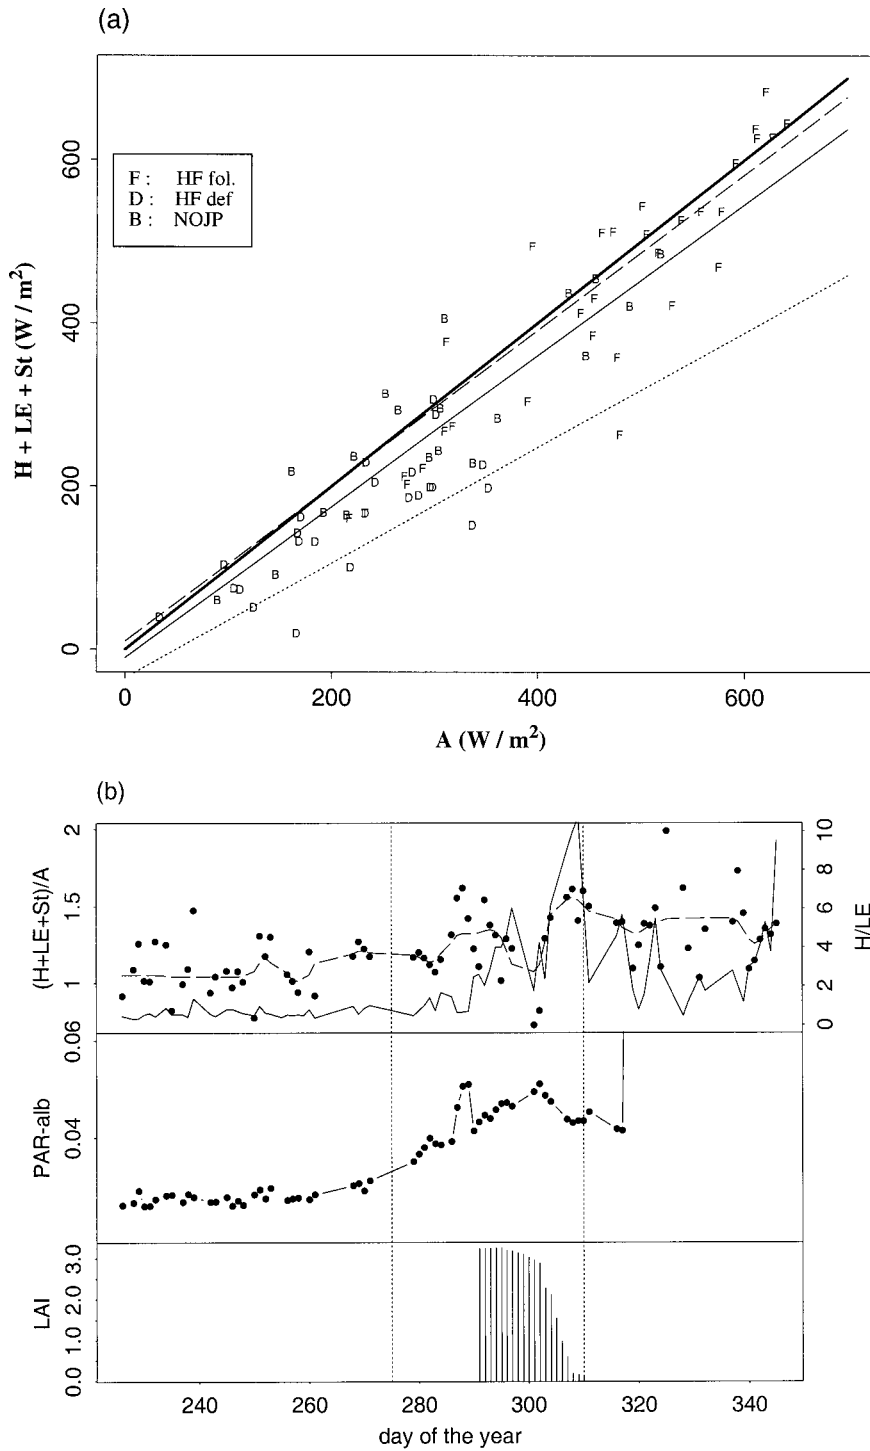 (a)
H + LE + St (W / m²)
600
400
200
0
F : HF fol.
D : HF def
B : NOJP
0 200 400 600
A (W / m²)
(b)
(H+LE+St)/A
2
1.5
1
H/LE
10
8
6
4
2
0
PAR-alb
0.06
0.04
LAI
3.0
2.0
1.0
0.0
240 260 280 300 320 340
day of the year